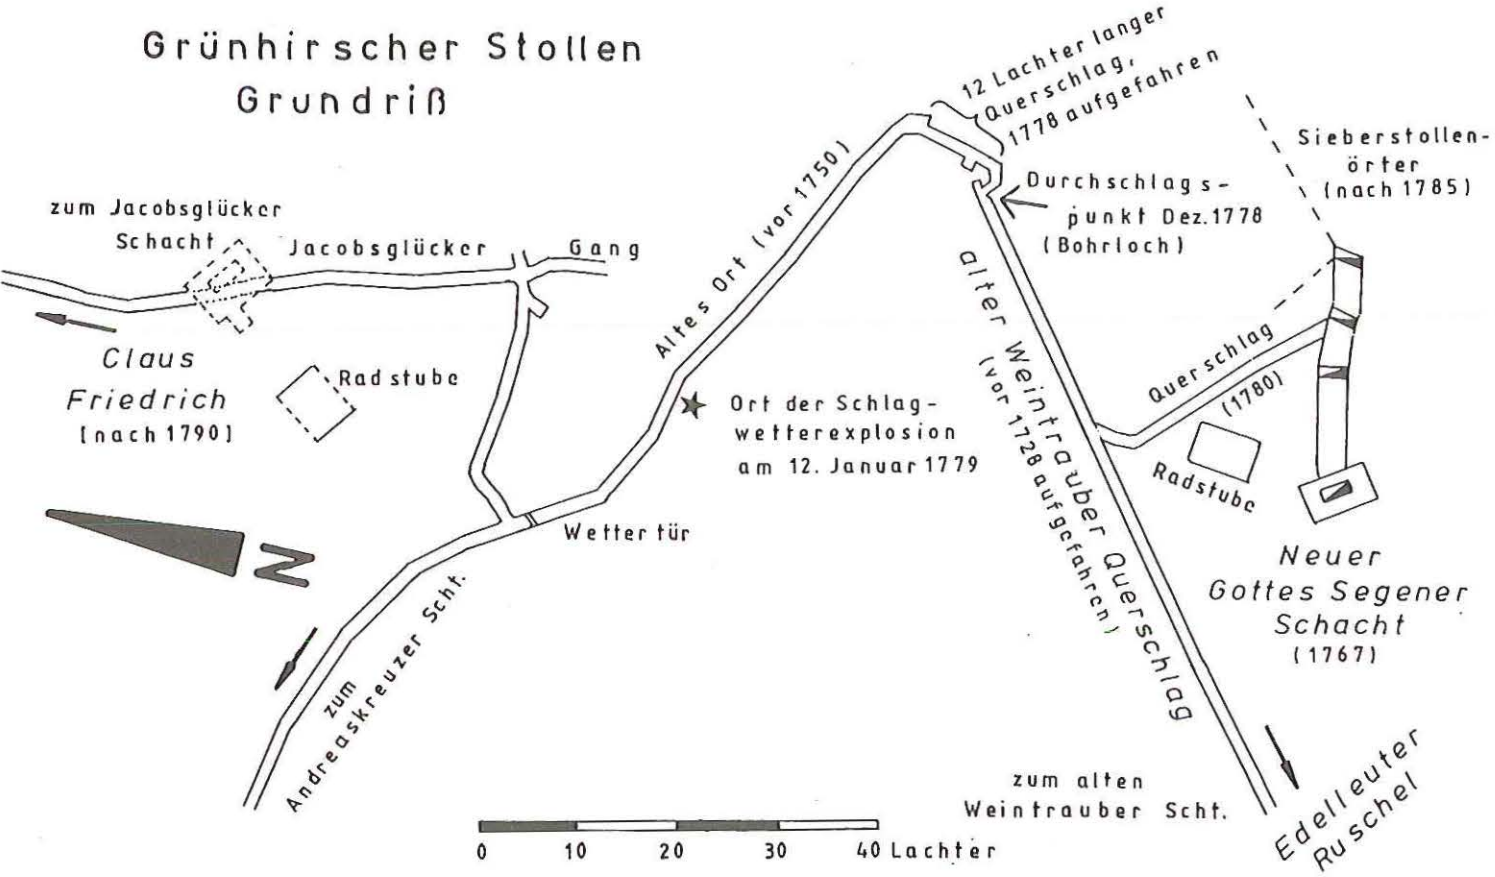 Grünhirscher Stollen
Grundriß
12 Lachter langer
Querschlag,
1778 aufgefahren
Sieberstollen-
örter
(nach 1785)
zum Jacobsglücker
Schacht
Jacobsglücker
Gang
Altes Ort (vor 1750)
Durchschlags-
punkt Dez. 1778
(Bohrloch)
Claus
Friedrich
[nach 1790]
Radstube
Ort der Schlag-
wetterexplosion
am 12. Januar 1779
alter Weintrauber Querschlag
(vor 1728 aufgefahren)
Querschlag
(1780)
Radstube
Wettertür
N
Neuer
Gottes Segener
Schacht
(1767)
zum
Andreaskreuzer Scht.
zum alten
Weintrauber Scht.
Edelleuter
Ruschel
0 10 20 30 40 Lachter